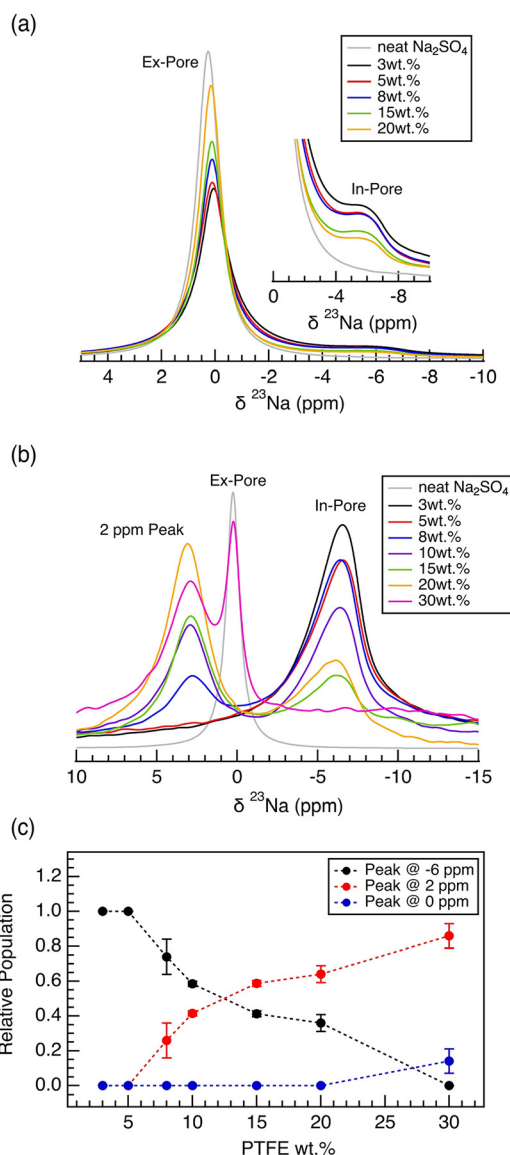 (a)
Ex-Pore
neat Na₂SO₄
3wt.%
5wt.%
8wt.%
15wt.%
20wt.%
In-Pore
0 -4 -8
δ ²³Na (ppm)
4 2 0 -2 -4 -6 -8 -10
δ ²³Na (ppm)
(b)
Ex-Pore
2 ppm Peak
In-Pore
neat Na₂SO₄
3wt.%
5wt.%
8wt.%
10wt.%
15wt.%
20wt.%
30wt.%
10 5 0 -5 -10 -15
δ ²³Na (ppm)
(c)
Peak @ -6 ppm
Peak @ 2 ppm
Peak @ 0 ppm
Relative Population
1.2
1.0
0.8
0.6
0.4
0.2
0.0
5 10 15 20 25 30
PTFE wt.%